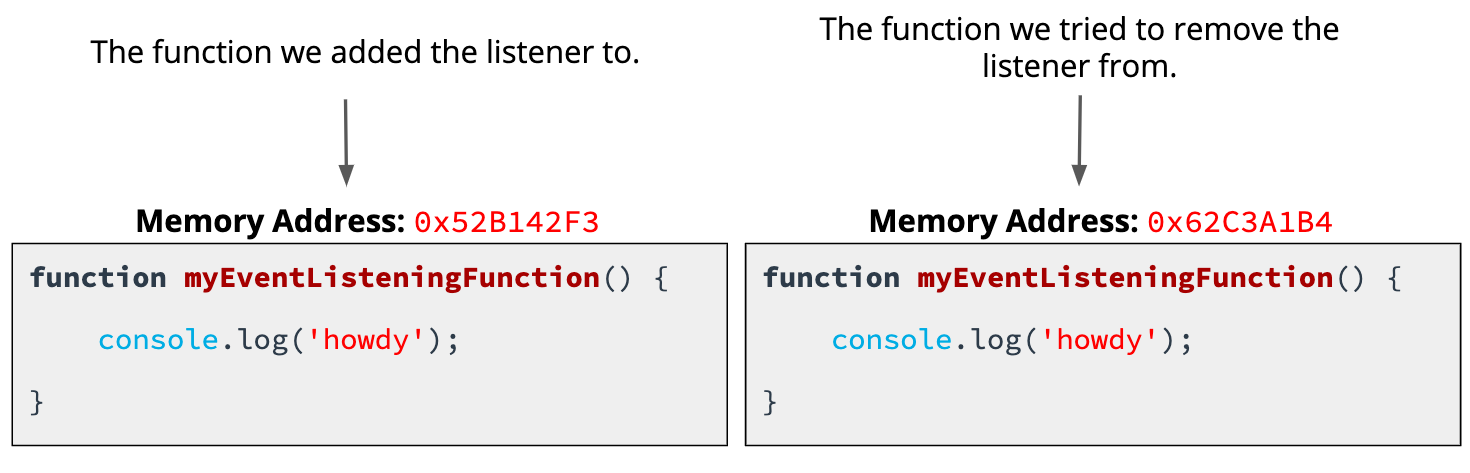 The function we added the listener to.
Memory Address: 0x52B142F3
function myEventListeningFunction() {
console.log('howdy');
}
The function we tried to remove the
listener from.
Memory Address: 0x62C3A1B4
function myEventListeningFunction() {
console.log('howdy');
}